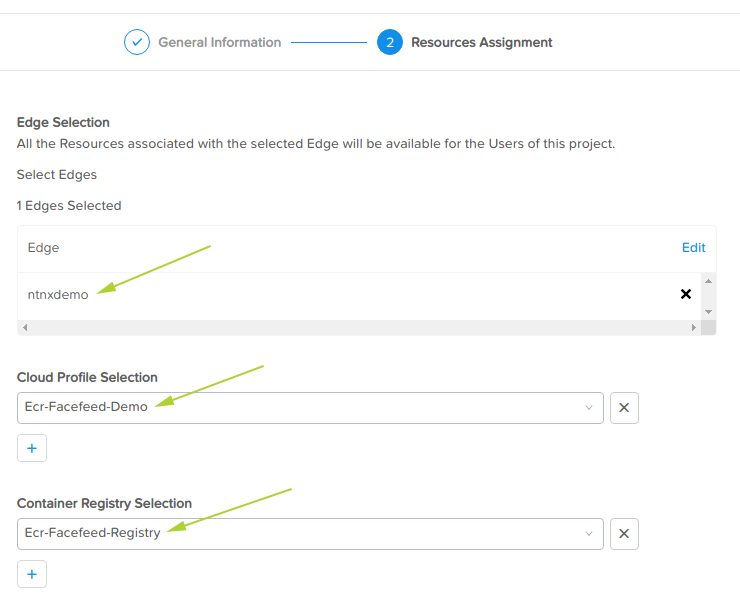 General Information
2 Resources Assignment
Edge Selection
All the Resources associated with the selected Edge will be available for the Users of this project.
Select Edges
1 Edges Selected
Edge Edit
ntnxdemo
Cloud Profile Selection
Ecr-Facefeed-Demo
+
Container Registry Selection
Ecr-Facefeed-Registry
+